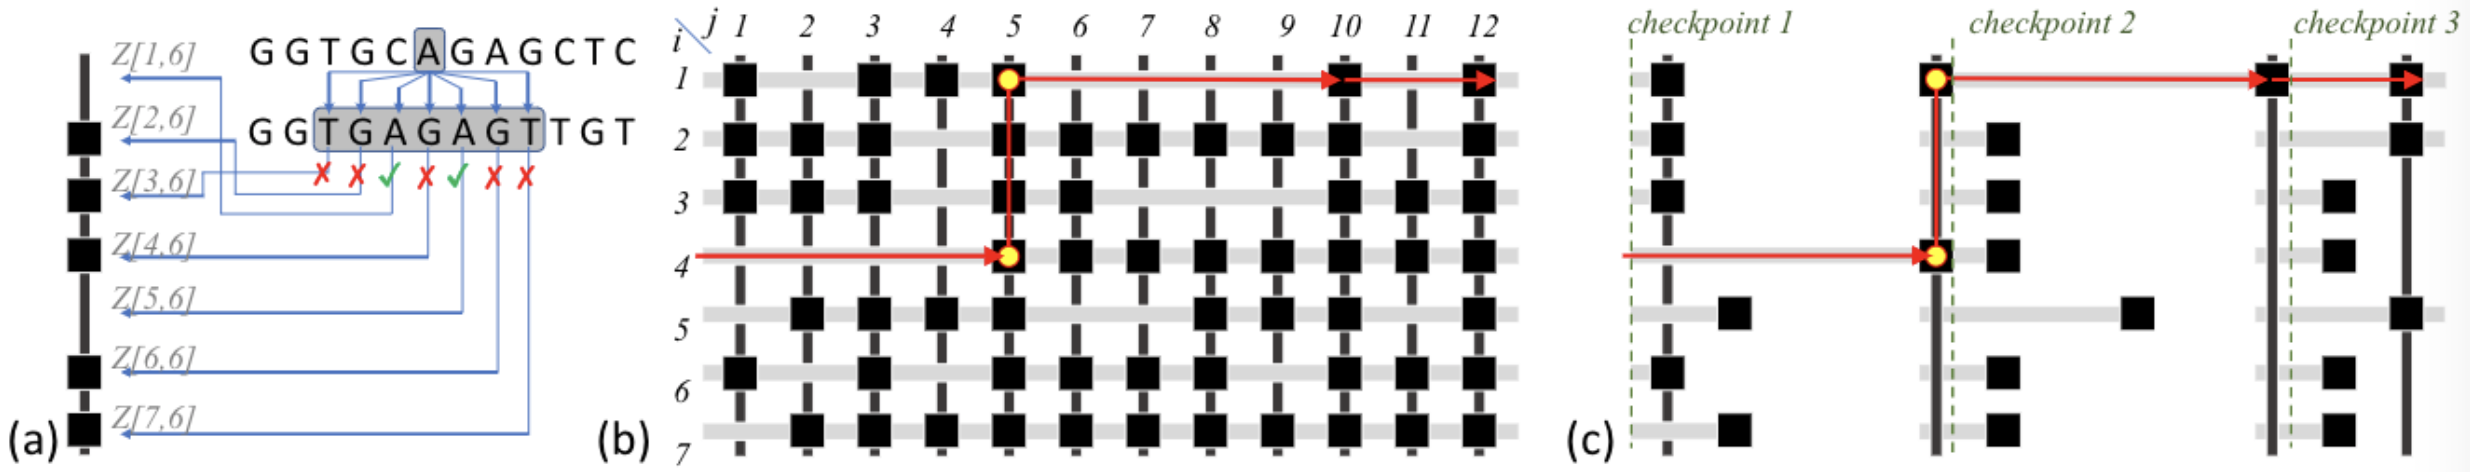 (a)
Z[1,6]
Z[2,6]
Z[3,6]
Z[4,6]
Z[5,6]
Z[6,6]
Z[7,6]
G G T G C A G A G C T C
G G T G A G A G T T G T
(b)
j 1 2 3 4 5 6 7 8 9 10 11 12
i
1
2
3
4
5
6
7
(c)
checkpoint 1 checkpoint 2 checkpoint 3